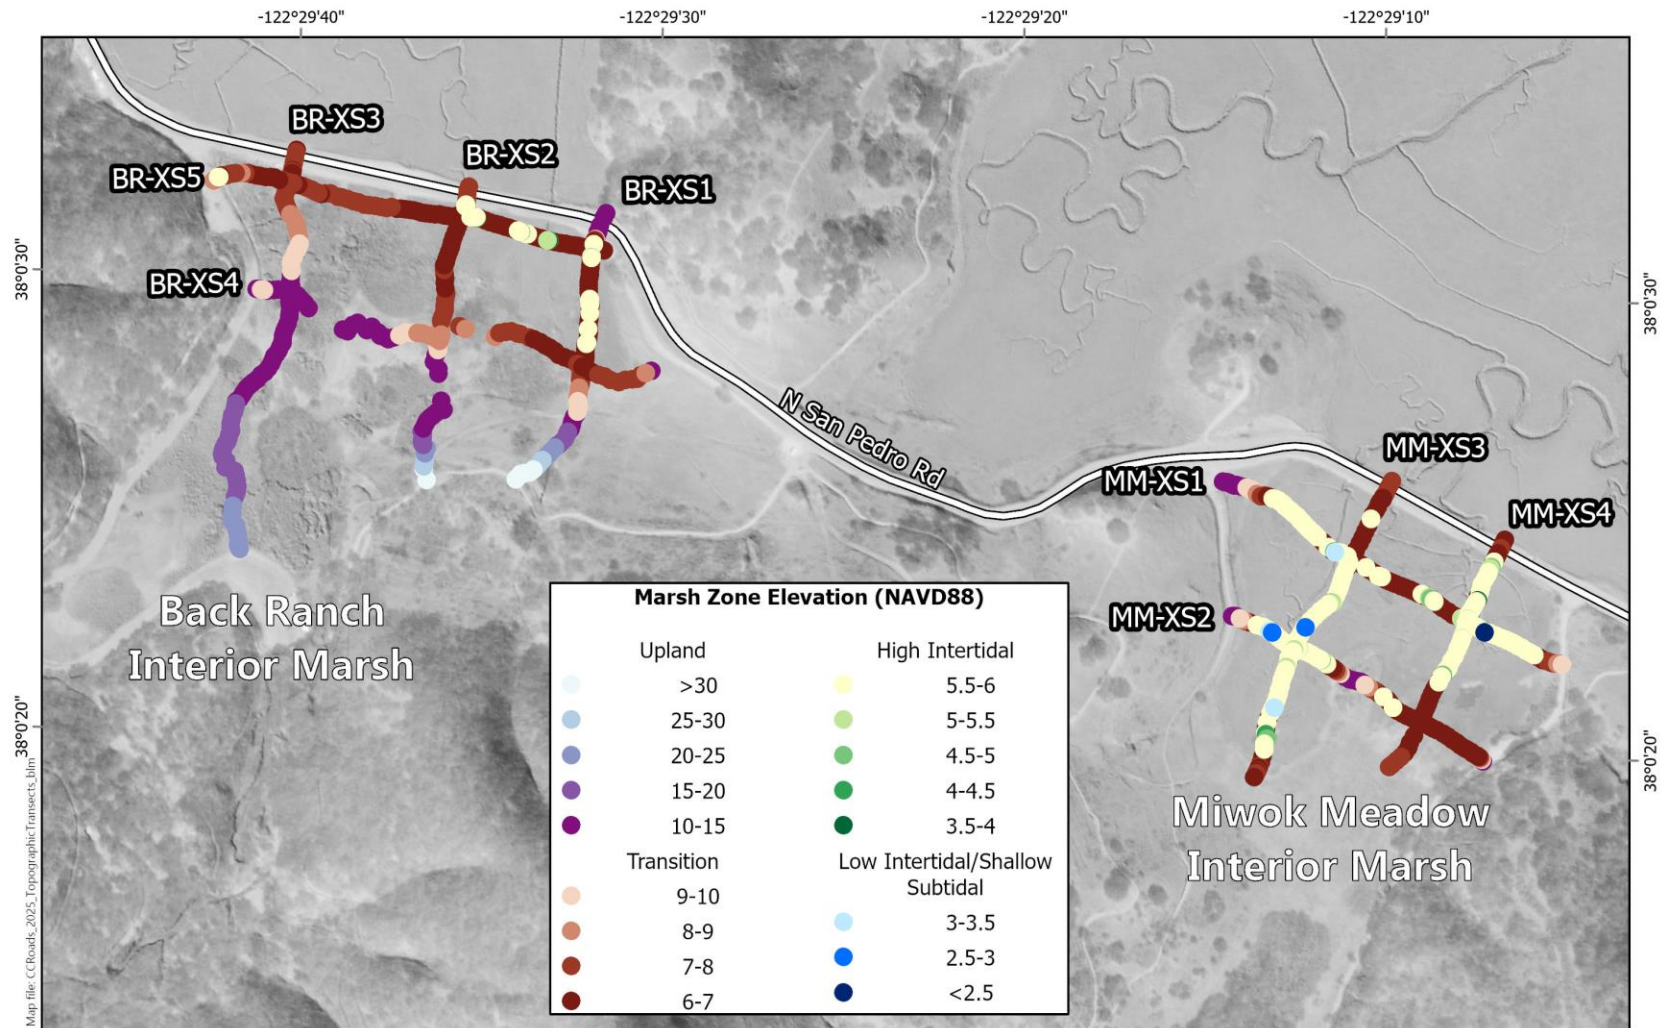 -122°29'40" -122°29'30" -122°29'20" -122°29'10"
BR-XS3
BR-XS2
BR-XS5
BR-XS1
38°0'30"
38°0'30"
BR-XS4
N San Pedro Rd
MM-XS3
MM-XS1
MM-XS4
MM-XS2
Back Ranch
Interior Marsh
38°0'20"
38°0'20"
Miwok Meadow
Interior Marsh
Marsh Zone Elevation (NAVD88)
Upland
>30
25-30
20-25
15-20
10-15
Transition
9-10
8-9
7-8
6-7
High Intertidal
5.5-6
5-5.5
4.5-5
4-4.5
3.5-4
Low Intertidal/Shallow
Subtidal
3-3.5
2.5-3
<2.5
Map file: CCRoads_2025_TopographicTransects_blm